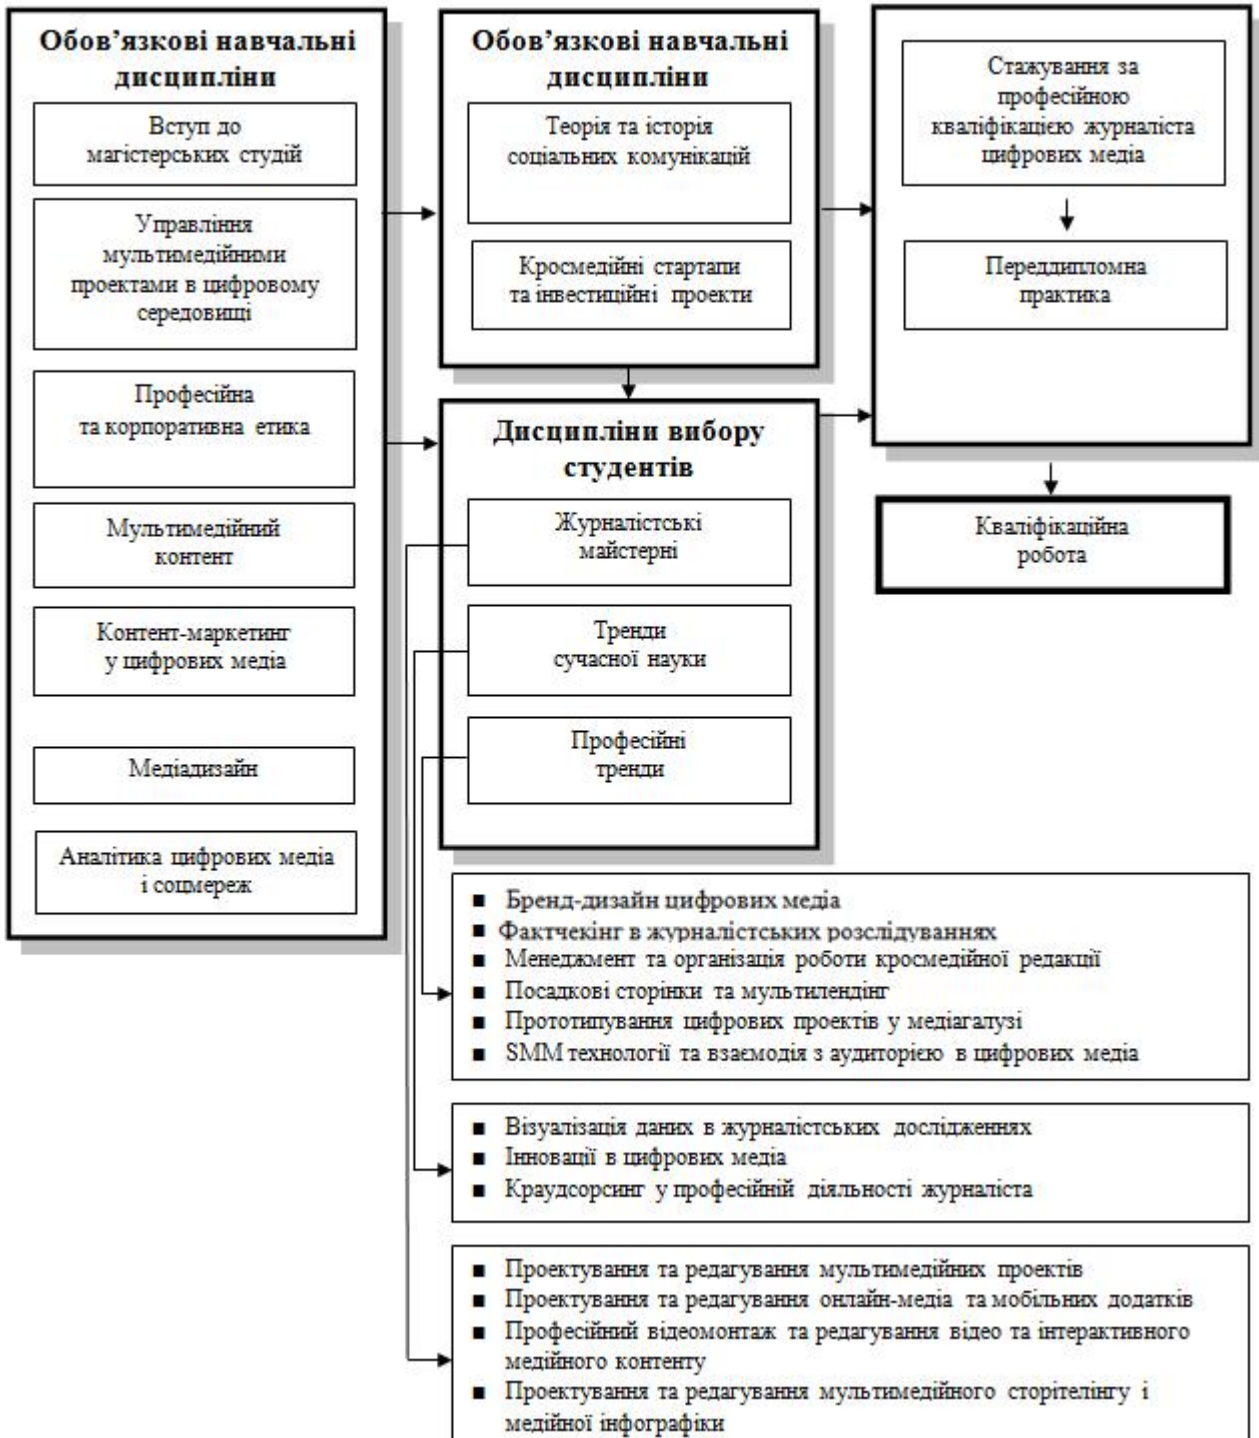 Обов’язкові навчальні
дисципліни
Вступ до
магістерських студій
Управління
мультимедійними
проектами в цифровому
середовищі
Професійна
та корпоративна етика
Мультимедійний
контент
Контент-маркетинг
у цифрових медіа
Медіадизайн
Аналітика цифрових медіа
і соцмереж
Обов’язкові навчальні
дисципліни
Теорія та історія
соціальних комунікацій
Кросмедійні стартапи
та інвестиційні проекти
Дисципліни вибору
студентів
Журналістські
майстерні
Тренди
сучасної науки
Професійні
тренди
Стажування за
професійною
кваліфікацією журналіста
цифрових медіа
Переддипломна
практика
Кваліфікаційна
робота
■ Бренд-дизайн цифрових медіа
■ Фактчекінг в журналістських розслідуваннях
■ Менеджмент та організація роботи кросмедійної редакції
■ Посадкові сторінки та мультилендінг
■ Прототипування цифрових проектів у медіагалузі
■ SMM технології та взаємодія з аудиторією в цифрових медіа
■ Візуалізація даних в журналістських дослідженнях
■ Інновації в цифрових медіа
■ Краудсорсинг у професійній діяльності журналіста
■ Проектування та редагування мультимедійних проектів
■ Проектування та редагування онлайн-медіа та мобільних додатків
■ Професійний відеомонтаж та редагування відео та інтерактивного
медійного контенту
■ Проектування та редагування мультимедійного сторітелінгу і
медійної інфографіки